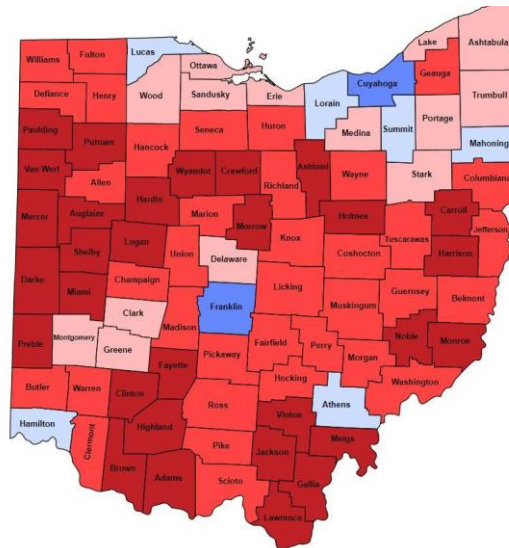 Williams
Fulton
Lucas
Ottawa
Lake
Ashtabula
Cuyahoga
Geauga
Defiance
Henry
Wood
Sandusky
Erie
Lorain
Trumbull
Medina
Summit
Portage
Mahoning
Paulding
Putnam
Hancock
Seneca
Huron
Van Wert
Allen
Wyandot
Crawford
Ashland
Wayne
Stark
Columbiana
Mercer
Auglaize
Hardin
Marion
Richland
Morrow
Holmes
Carroll
Jefferson
Shelby
Logan
Union
Delaware
Knox
Coshocton
Tuscarawas
Harrison
Darke
Miami
Champaign
Clark
Franklin
Licking
Muskingum
Guernsey
Belmont
Preble
Montgomery
Greene
Madison
Fayette
Pickaway
Fairfield
Perry
Morgan
Noble
Monroe
Butler
Warren
Clinton
Hocking
Athens
Washington
Hamilton
Clermont
Highland
Ross
Vinton
Meigs
Brown
Adams
Pike
Scioto
Jackson
Gallia
Lawrence